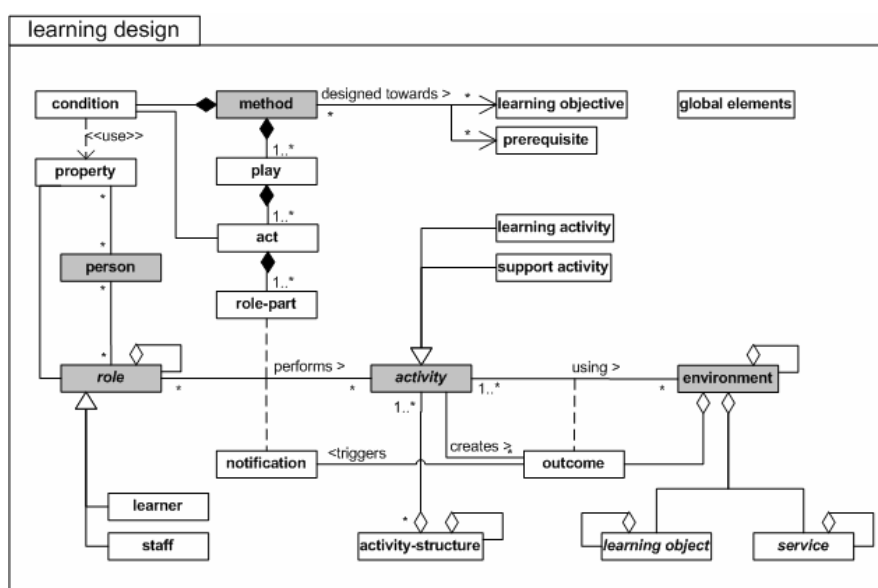 learning design
condition
method
designed towards >
*
*
learning objective
global elements
<<use>>
*
prerequisite
1..*
property
play
*
1..*
learning activity
act
*
person
support activity
*
1..*
role-part
*
performs >
using >
role
*
*
activity
1..*
*
environment
1..*
creates >
*
notification
<triggers
outcome
learner
*
staff
activity-structure
learning object
service